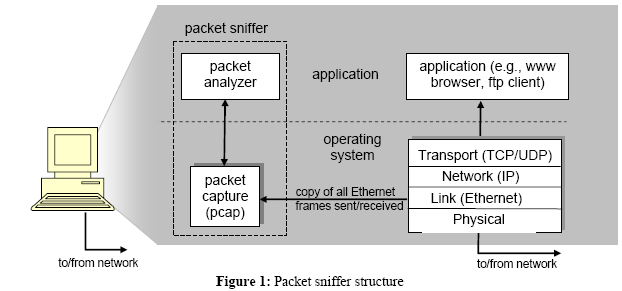 packet sniffer
packet
analyzer
application
application (e.g., www
browser, ftp client)
operating
system
packet
capture
(pcap)
copy of all Ethernet
frames sent/received
Transport (TCP/UDP)
Network (IP)
Link (Ethernet)
Physical
to/from network
to/from network
Figure 1: Packet sniffer structure